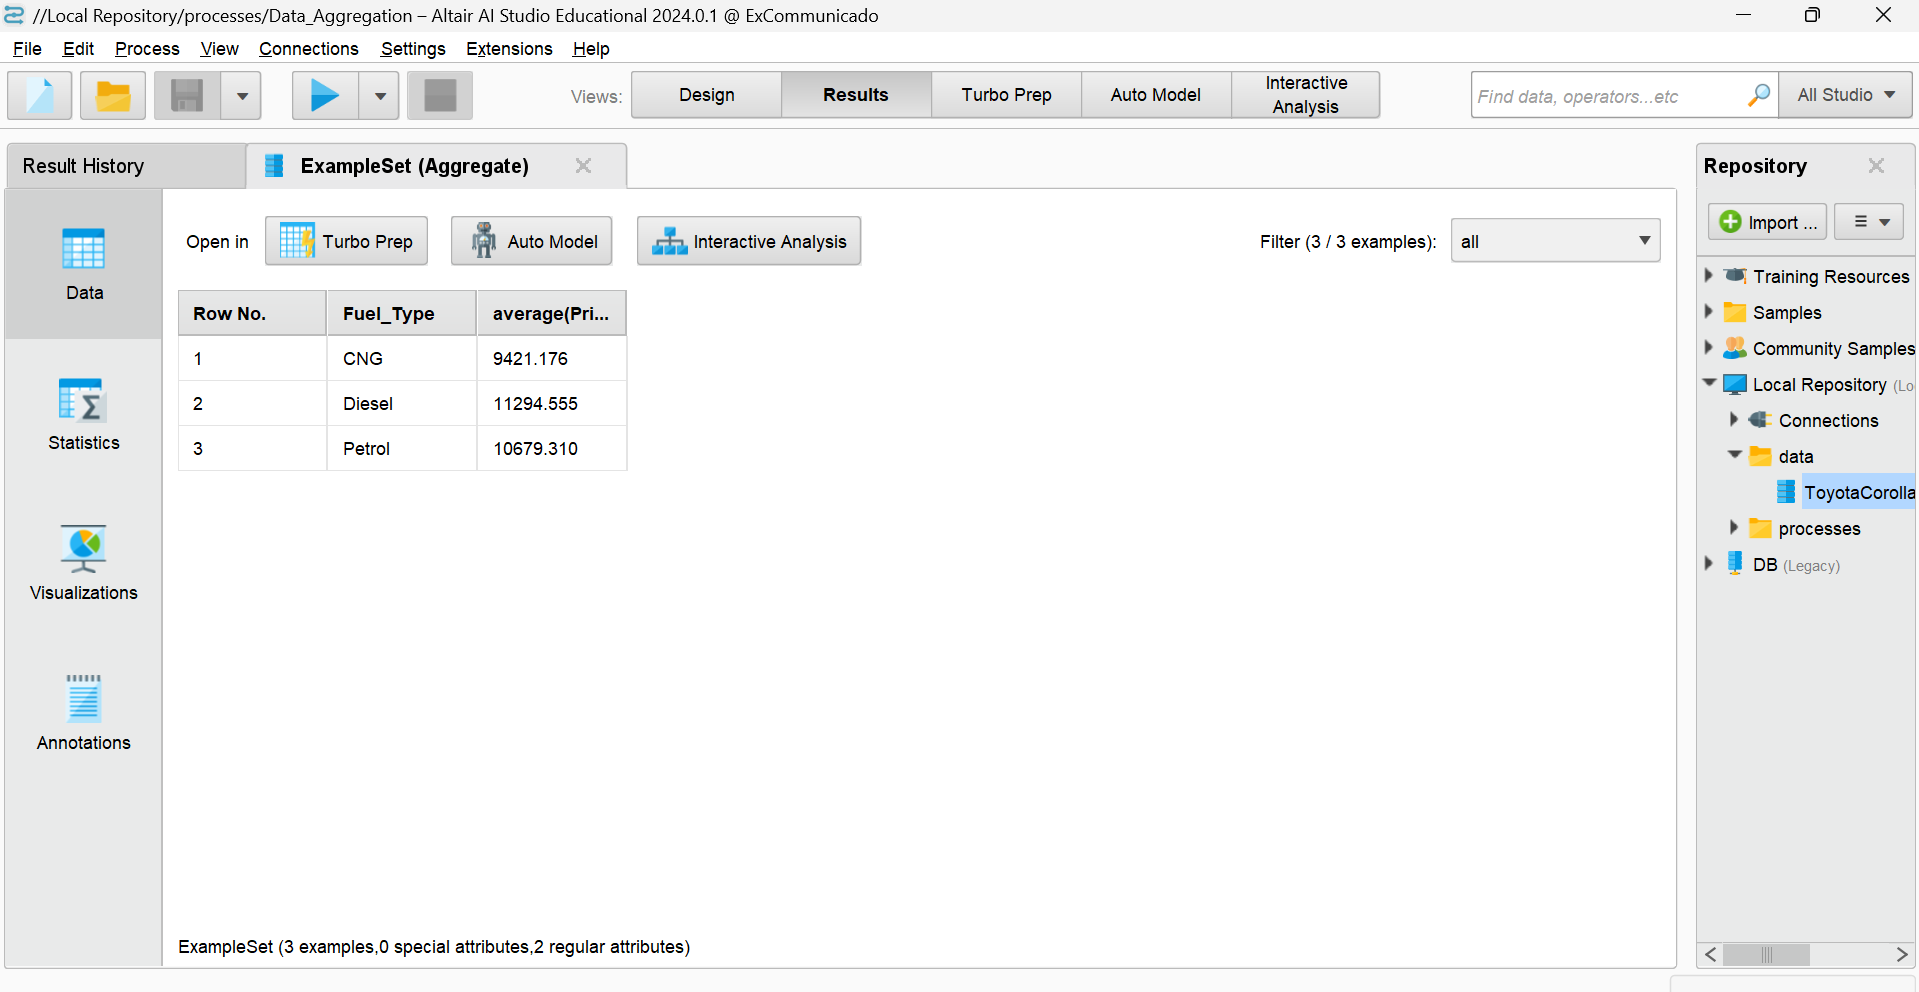 //Local Repository/processes/Data_Aggregation – Altair AI Studio Educational 2024.0.1 @ ExCommunicado
File Edit Process View Connections Settings Extensions Help
Views: Design Results Turbo Prep Auto Model Interactive Analysis
Find data, operators...etc All Studio
Result History ExampleSet (Aggregate)
Open in Turbo Prep Auto Model Interactive Analysis Filter (3 / 3 examples): all
Data
Statistics
Visualizations
Annotations
Row No. Fuel_Type average(Pri...
1 CNG 9421.176
2 Diesel 11294.555
3 Petrol 10679.310
ExampleSet (3 examples,0 special attributes,2 regular attributes)
Repository
Import ...
Training Resources
Samples
Community Samples
Local Repository (Lo
Connections
data
ToyotaCorolla
processes
DB (Legacy)